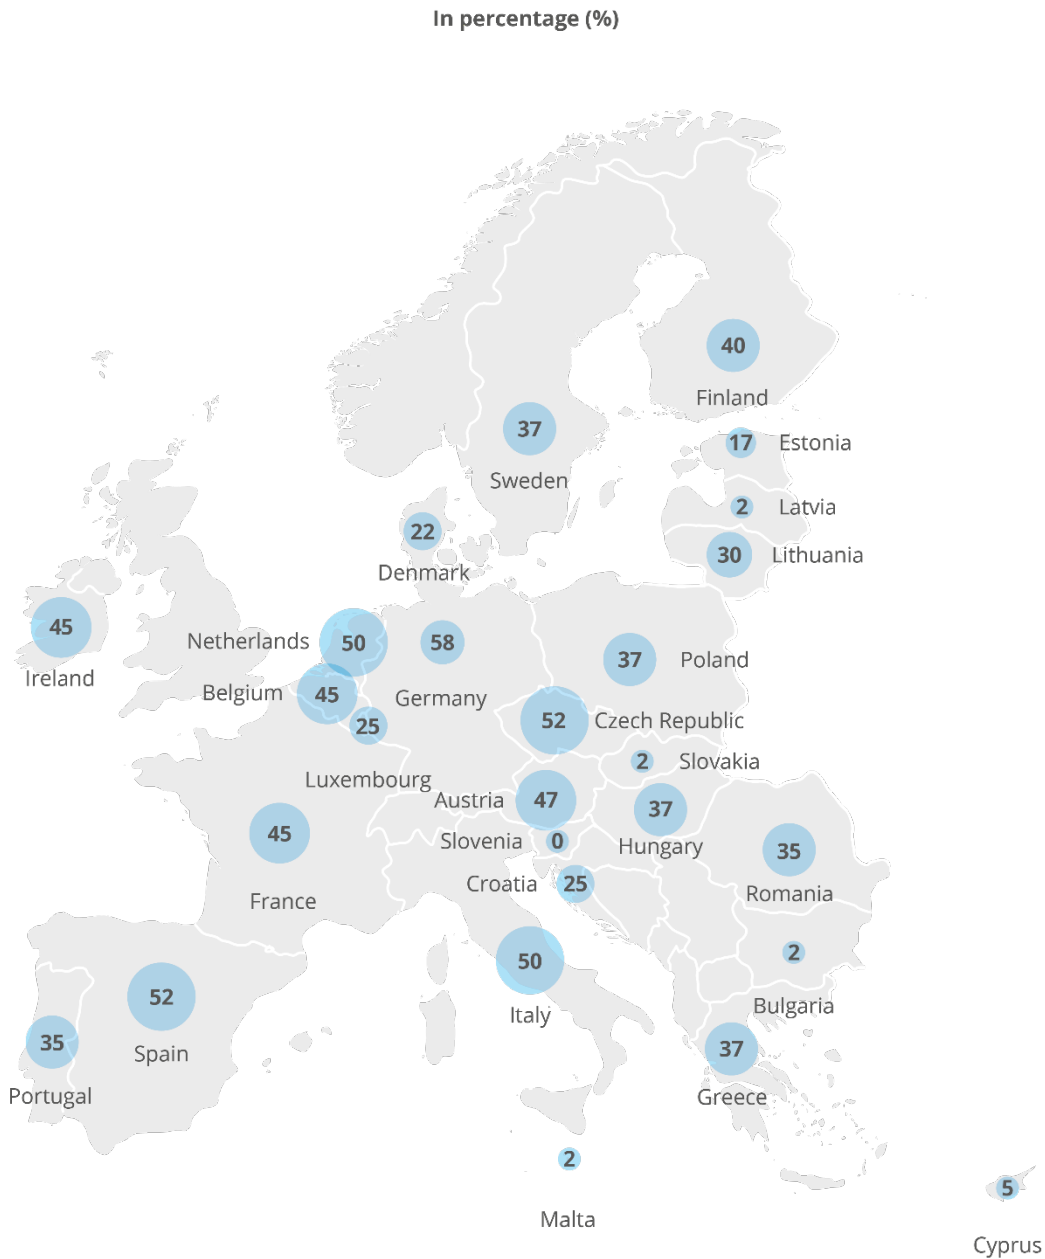 In percentage (%)
40
Finland
37
Sweden
17 Estonia
2 Latvia
22
Denmark
30 Lithuania
45
Ireland
Netherlands 50
58
Germany
37 Poland
Belgium 45
25
Luxembourg
52 Czech Republic
2 Slovakia
Austria 47
37
Hungary
45
France
Slovenia 0
35
Romania
Croatia 25
2
Bulgaria
50
Italy
52
Spain
35
Portugal
37
Greece
2
Malta
5
Cyprus